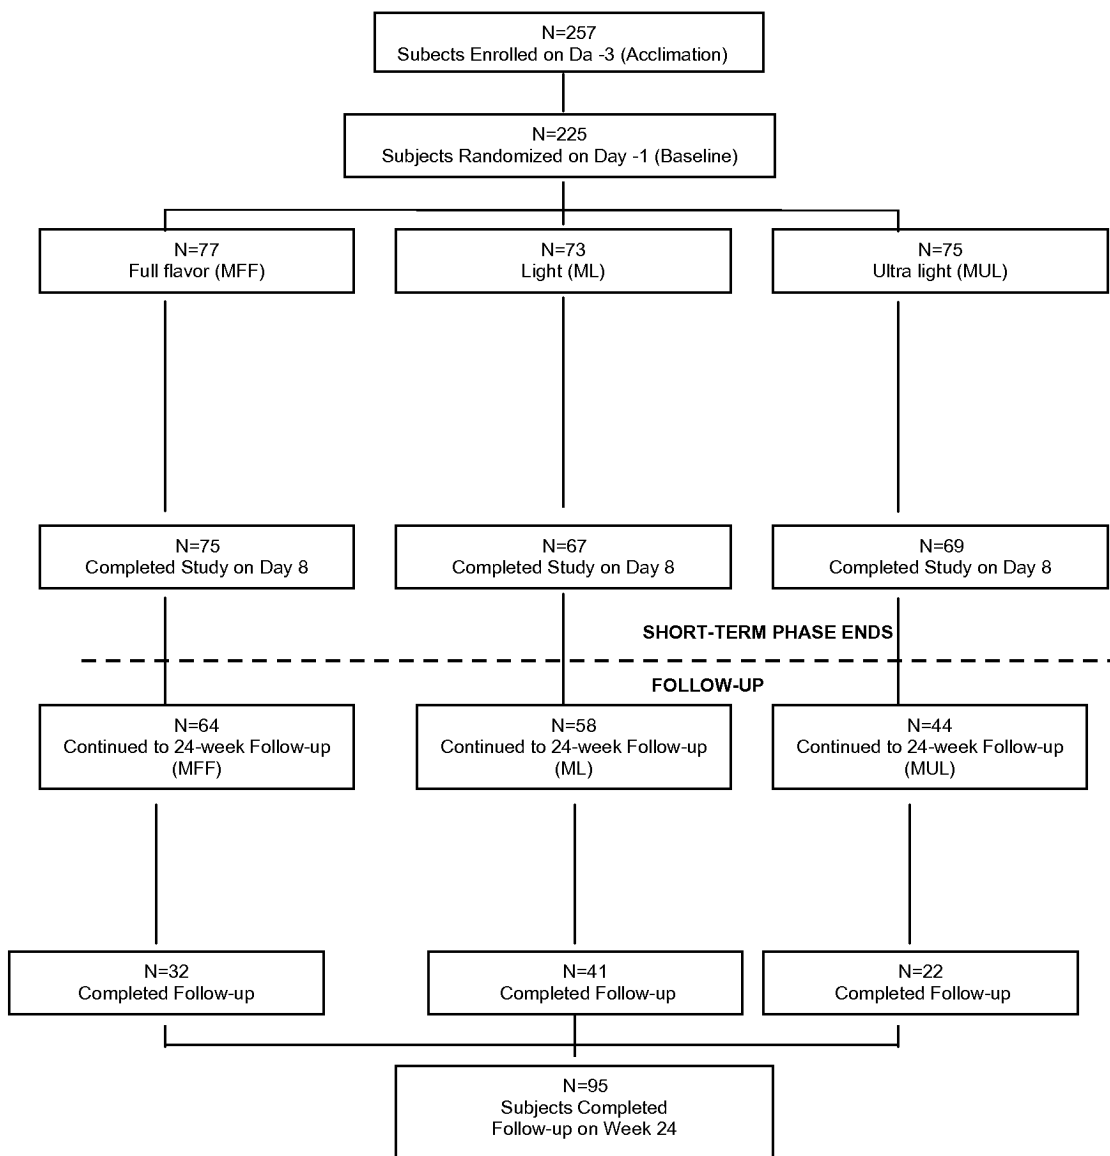 N=257
Subects Enrolled on Da -3 (Acclimation)
N=225
Subjects Randomized on Day -1 (Baseline)
N=77
Full flavor (MFF)
N=73
Light (ML)
N=75
Ultra light (MUL)
N=75
Completed Study on Day 8
N=67
Completed Study on Day 8
N=69
Completed Study on Day 8
SHORT-TERM PHASE ENDS
FOLLOW-UP
N=64
Continued to 24-week Follow-up
(MFF)
N=58
Continued to 24-week Follow-up
(ML)
N=44
Continued to 24-week Follow-up
(MUL)
N=32
Completed Follow-up
N=41
Completed Follow-up
N=22
Completed Follow-up
N=95
Subjects Completed
Follow-up on Week 24